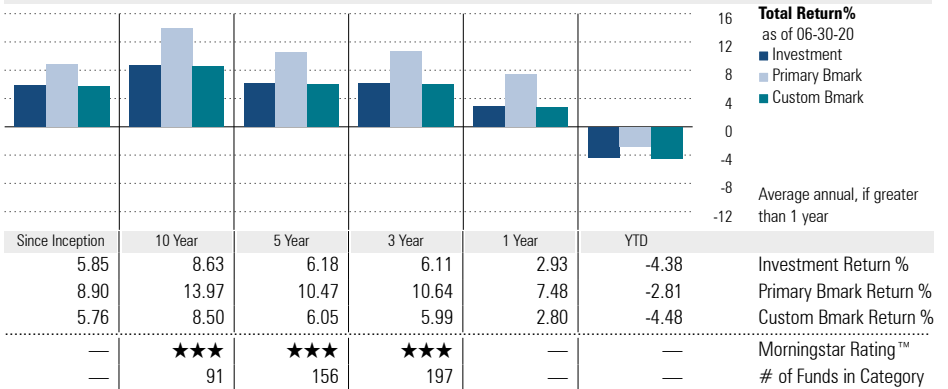 16
12
8
4
0
-4
-8
-12
Total Return%
as of 06-30-20
Investment
Primary Bmark
Custom Bmark
Average annual, if greater
than 1 year
Since Inception 10 Year 5 Year 3 Year 1 Year YTD
5.85 8.63 6.18 6.11 2.93 -4.38 Investment Return %
8.90 13.97 10.47 10.64 7.48 -2.81 Primary Bmark Return %
5.76 8.50 6.05 5.99 2.80 -4.48 Custom Bmark Return %
— ★★★ ★★★ ★★★ — — Morningstar Rating™
— 91 156 197 — — # of Funds in Category